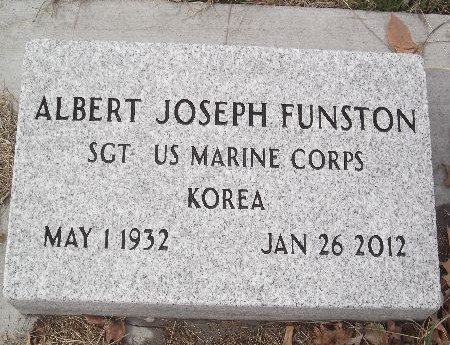 ALBERT JOSEPH FUNSTON
SGT US MARINE CORPS
KOREA
MAY 1 1932 JAN 26 2012